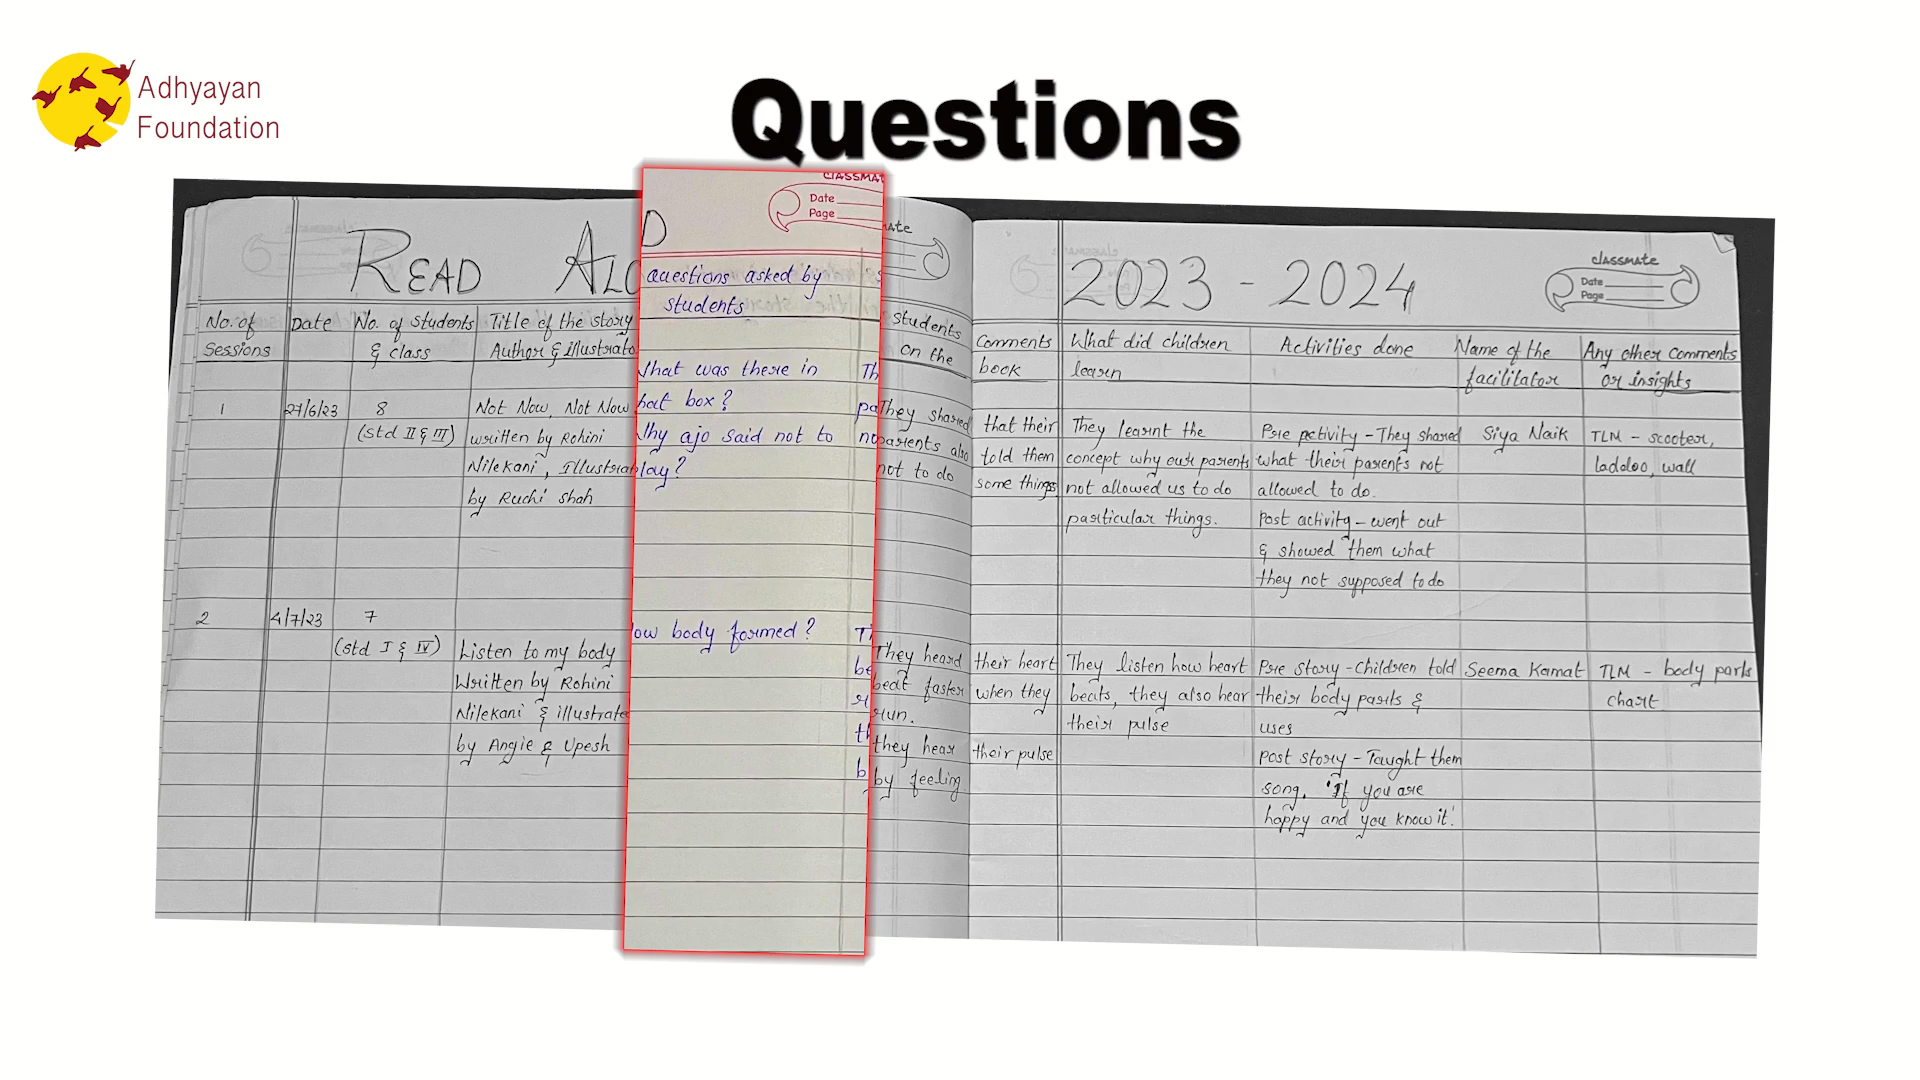 Adhyayan
Foundation
Questions
READ
2023 - 2024
classmate
Date
Page
classmate
Date
Page
No. of Sessions
Date
No. of students & class
Title of the story
Author &
questions asked by
students
students
on the
Comments
book
What did children
learn
Activities done
Name of the
facilitator
Any other comments
or insights
1
27/6/23
8
(Std II & III)
Not Now, Not Now
written by Rohini
Nilekani,
by Ruchi Shah
What was there in
box?
Why ajo said not to
They shared
parents also
not to do
that their
told them
some things
They learnt the
concept why our parents
not allowed us to do
particular things.
Pre activity - They shared
what their parents not
allowed to do.
Post activity - went out
& showed them what
they not supposed to do
Siya Naik
TLM - scooter,
laddoo, wall
2
4/7/23
7
(std I & IV)
Listen to my body
Written by Rohini
Nilekani &
by Angie & Upesh
body formed?
They heard
beat faster
run.
they hear
by feeling
their heart
when they
their pulse
They listen how heart
beats, they also hear
their pulse
Pre story - Children told
their body parts &
uses
Post story - Taught them
song. 'If you are
happy and you know it'.
Seema Kamat
TLM - body parts
chart